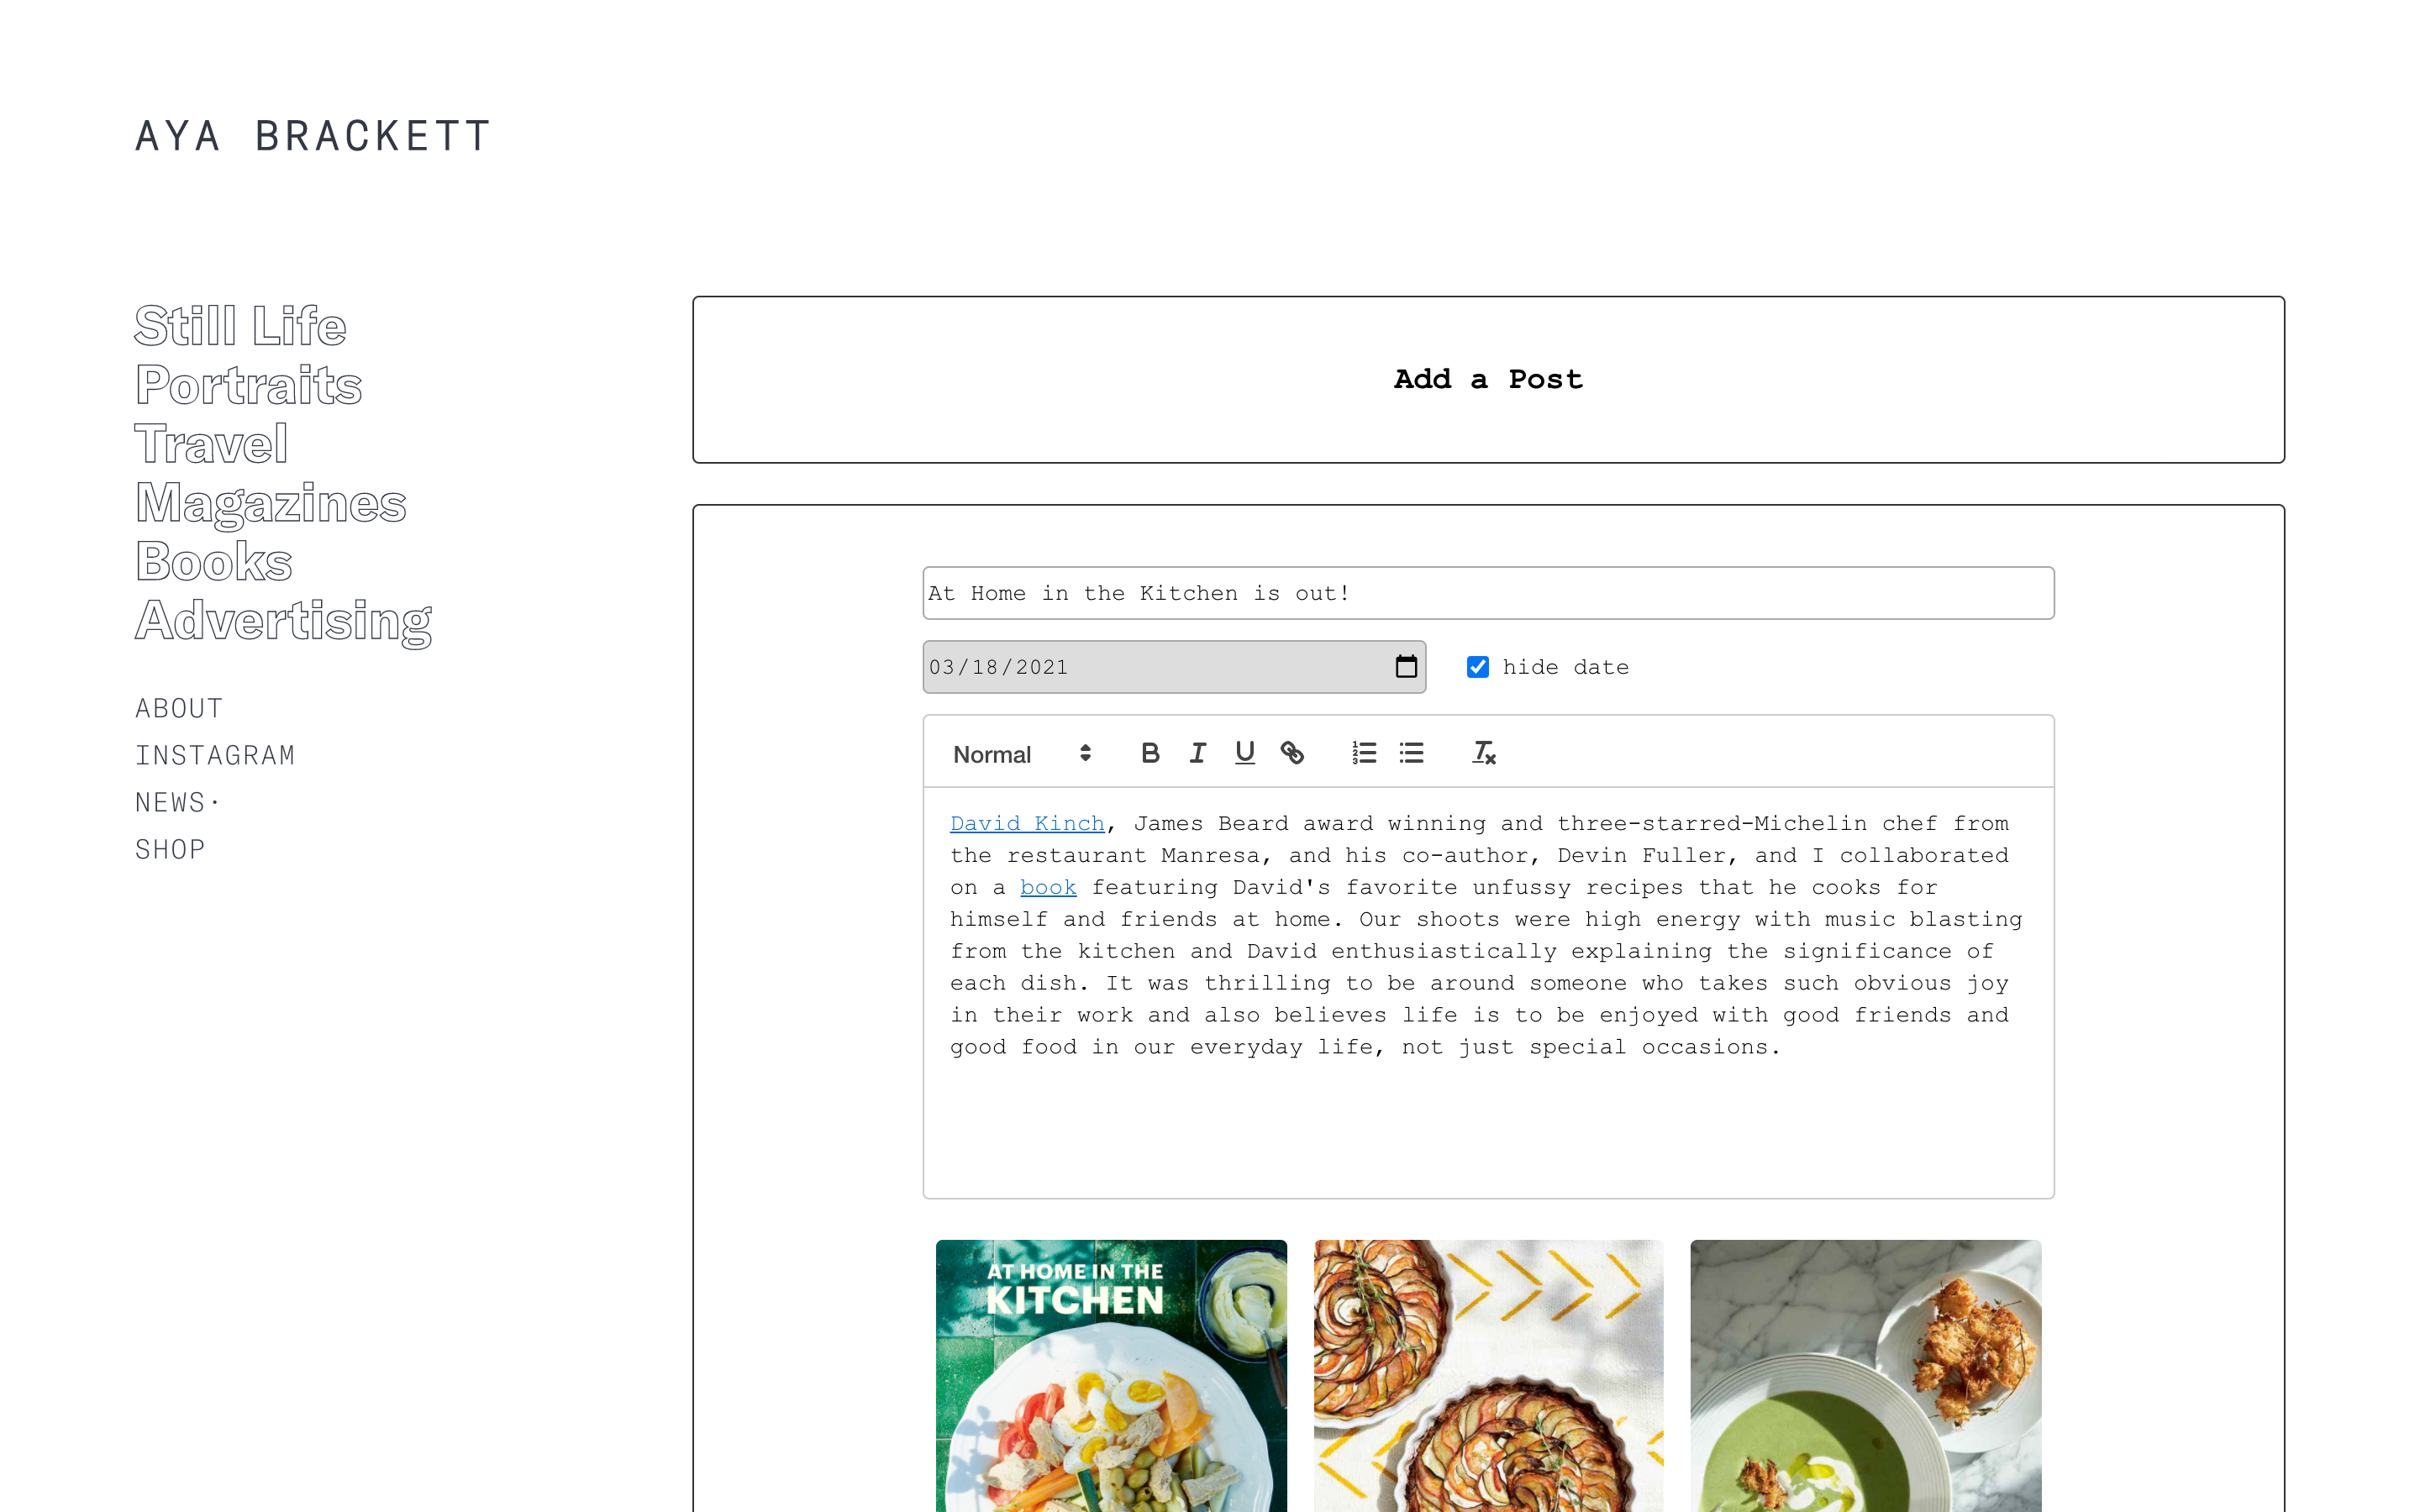 AYA BRACKETT
Still Life
Portraits
Travel
Magazines
Books
Advertising
ABOUT
INSTAGRAM
NEWS·
SHOP
Add a Post
At Home in the Kitchen is out!
03/18/2021
hide date
Normal
David Kinch, James Beard award winning and three-starred-Michelin chef from
the restaurant Manresa, and his co-author, Devin Fuller, and I collaborated
on a book featuring David's favorite unfussy recipes that he cooks for
himself and friends at home. Our shoots were high energy with music blasting
from the kitchen and David enthusiastically explaining the significance of
each dish. It was thrilling to be around someone who takes such obvious joy
in their work and also believes life is to be enjoyed with good friends and
good food in our everyday life, not just special occasions.
AT HOME IN THE
KITCHEN